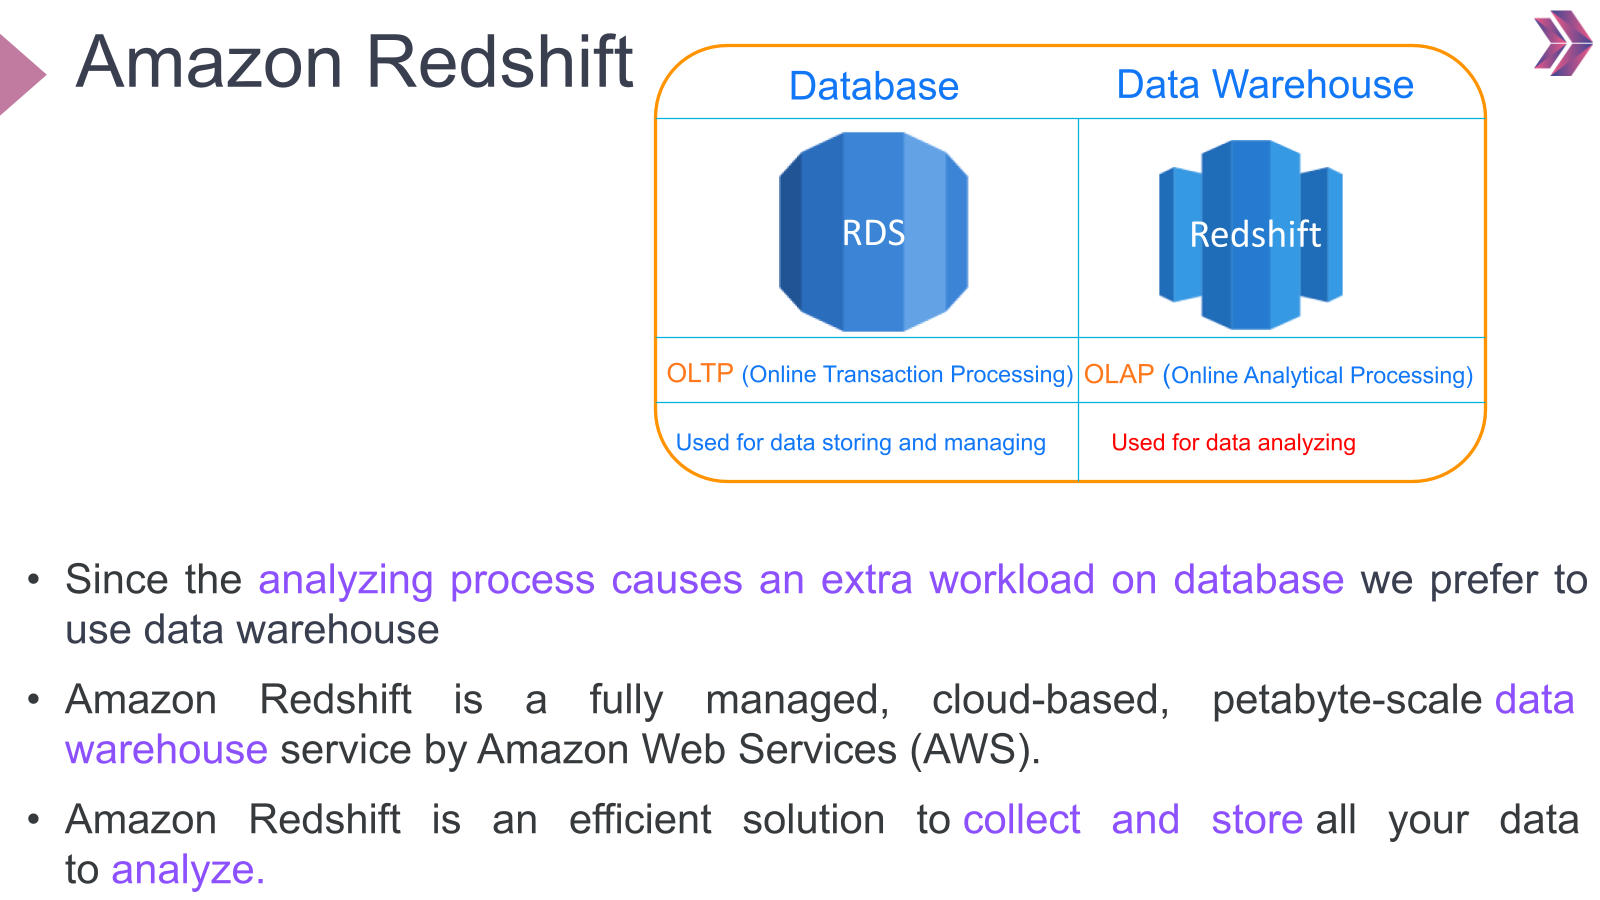 Amazon Redshift
Database
Data Warehouse
RDS
Redshift
OLTP (Online Transaction Processing)
OLAP (Online Analytical Processing)
Used for data storing and managing
Used for data analyzing
• Since the analyzing process causes an extra workload on database we prefer to
use data warehouse
• Amazon Redshift is a fully managed, cloud-based, petabyte-scale data
warehouse service by Amazon Web Services (AWS).
• Amazon Redshift is an efficient solution to collect and store all your data
to analyze.